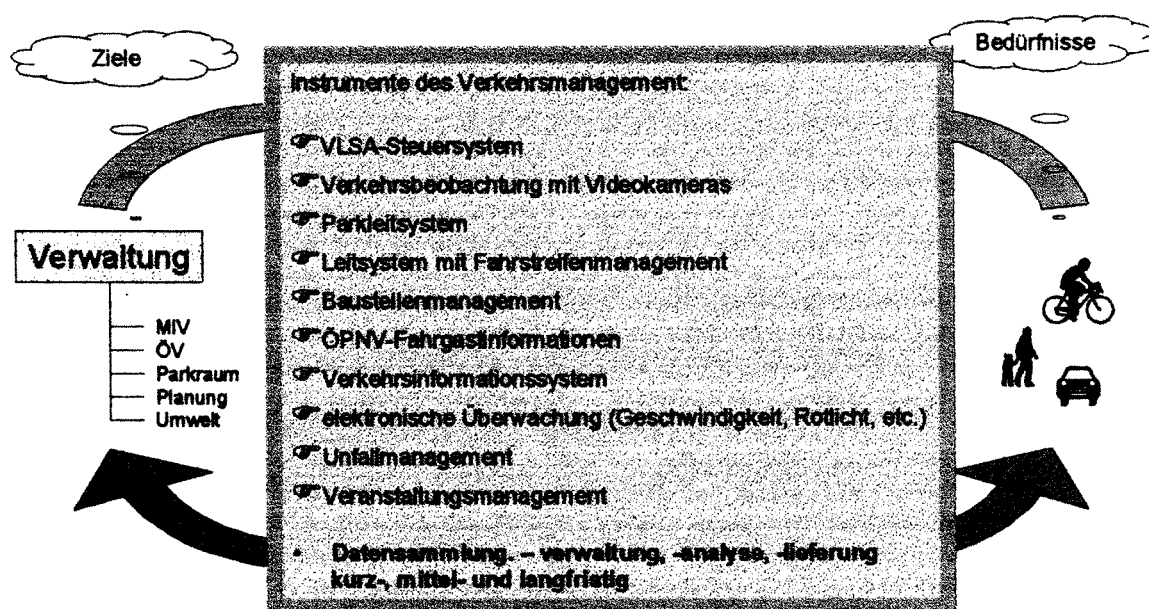 Ziele
Bedürfnisse
Instrumente des Verkehrsmanagement:
VLSA-Steuersystem
Verkehrsbeobachtung mit Videokameras
Parkleitsystem
Leitsystem mit Fahrstreifenmanagement
Baustellenmanagement
ÖPNV-Fahrgastinformationen
Verkehrsinformationssystem
elektronische Überwachung (Geschwindigkeit, Rotlicht, etc.)
Unfallmanagement
Veranstaltungsmanagement
• Datensammlung, – verwaltung, -analyse, -lieferung
kurz-, mittel- und langfristig
Verwaltung
MIV
ÖV
Parkraum
Planung
Umwelt